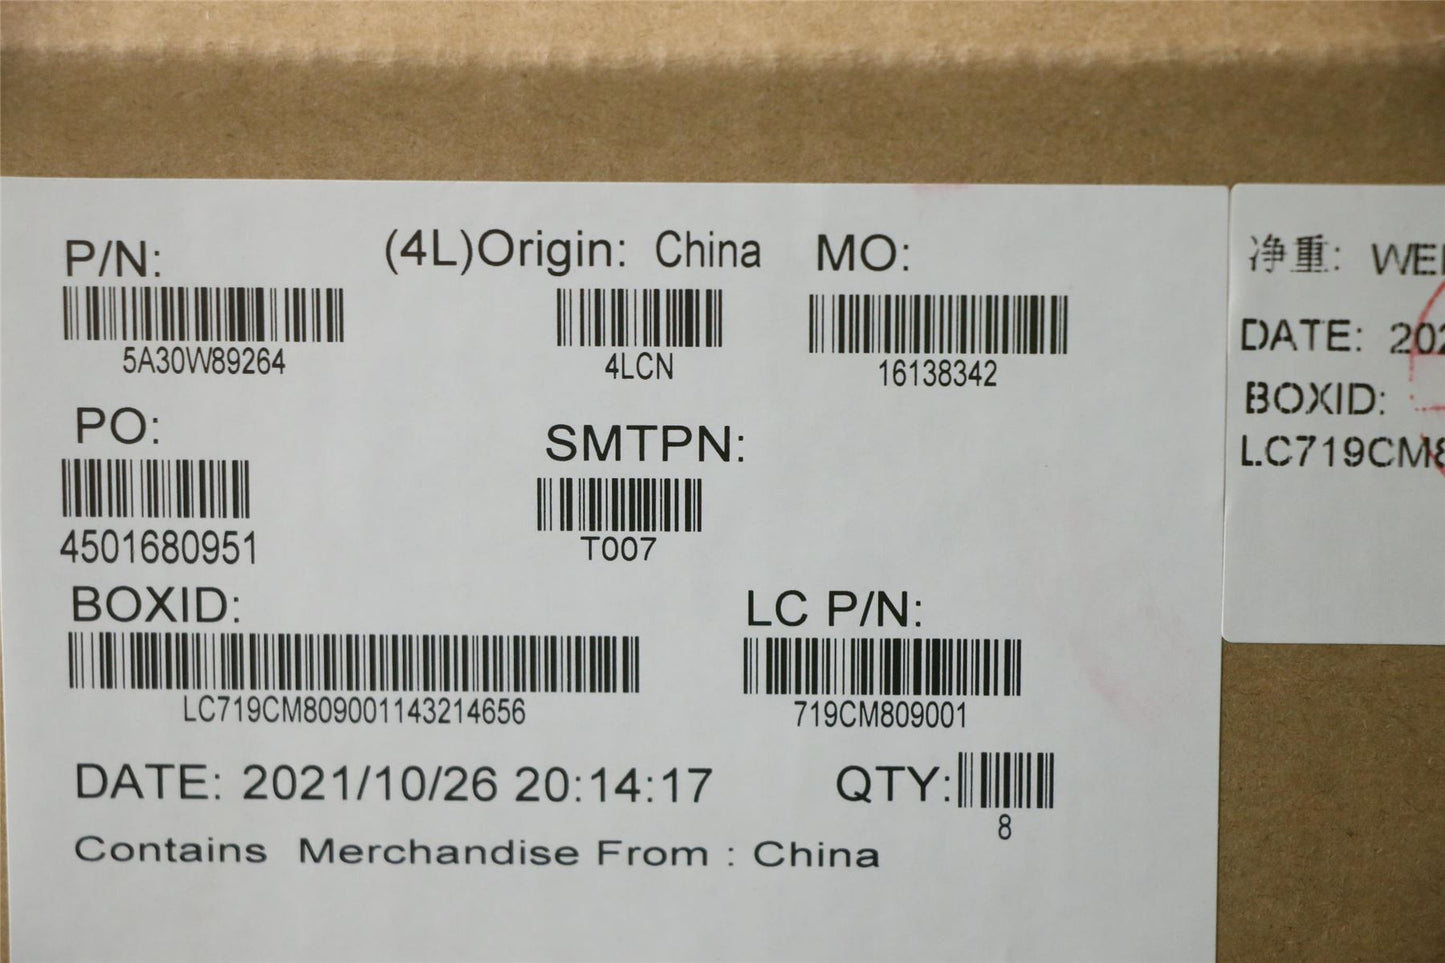 P/N:
5A30W89264
(4L)Origin: China
4LCN
MO:
16138342
PO:
4501680951
SMTPN:
T007
BOXID:
LC719CM809001143214656
LC P/N:
719CM809001
DATE: 2021/10/26 20:14:17
QTY:
8
Contains Merchandise From : China
净重:
DATE:
BOXID: